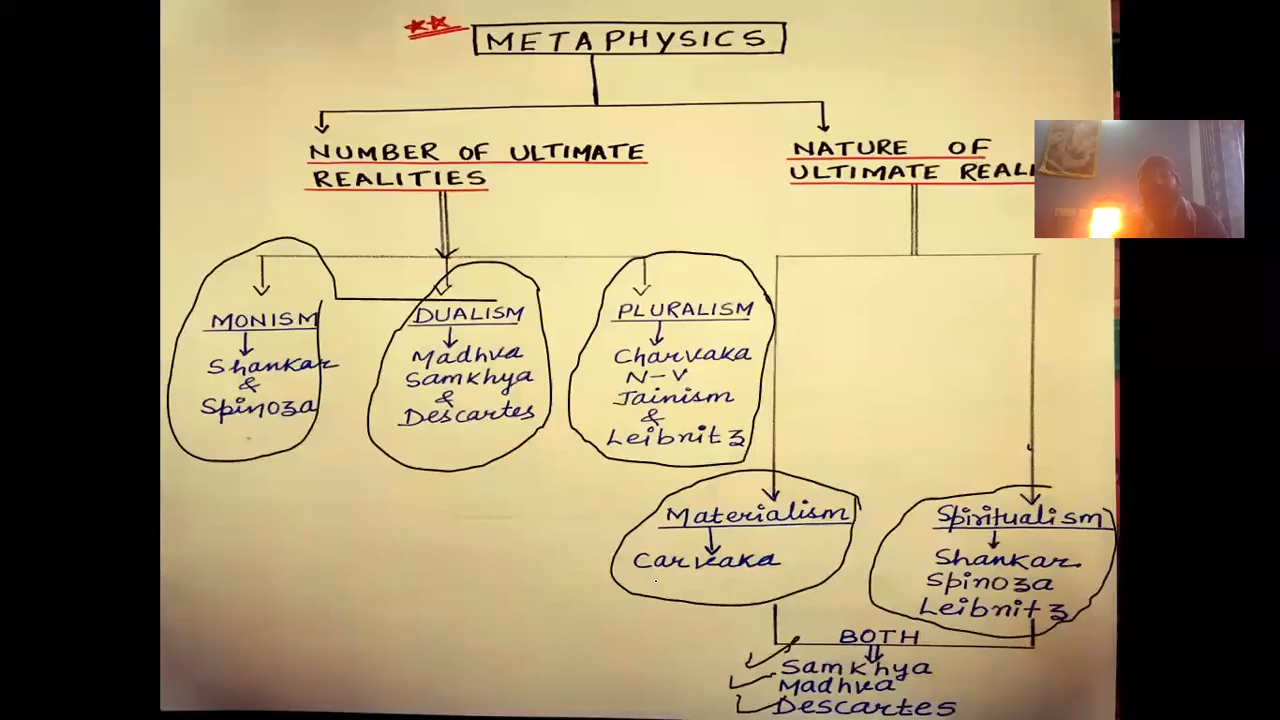 METAPHYSICS
NUMBER OF ULTIMATE
REALITIES
NATURE OF
ULTIMATE REALI
MONISM
Shankar
&
Spinoza
DUALISM
Madhva
Samkhya
&
Descartes
PLURALISM
Charvaka
N-V
Jainism
&
Leibnitz
Materialism
Carvaka
Spiritualism
Shankar
Spinoza
Leibnitz
BOTH
Samkhya
Madhva
Descartes